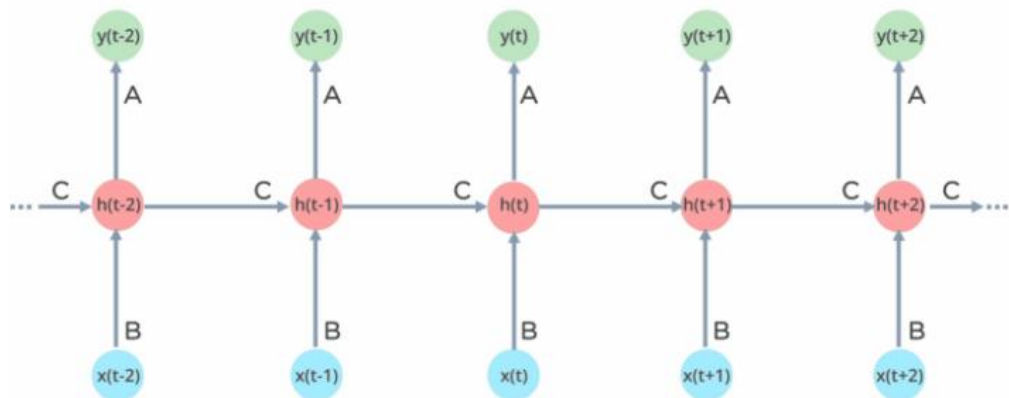 y(t-2) y(t-1) y(t) y(t+1) y(t+2)
A A A A A
C C C C C C
h(t-2) h(t-1) h(t) h(t+1) h(t+2)
B B B B B
x(t-2) x(t-1) x(t) x(t+1) x(t+2)